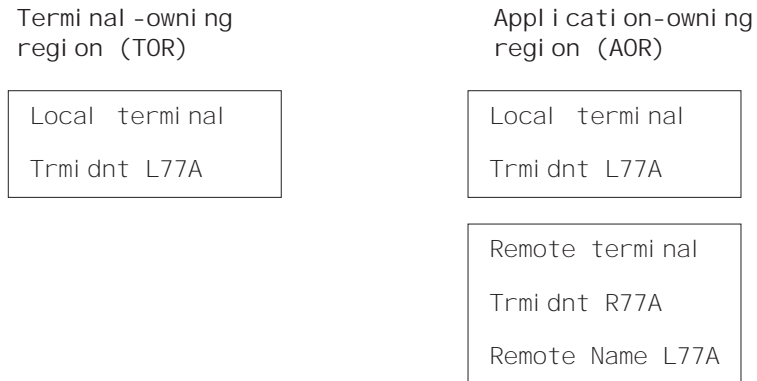 Terminal-owning
region (TOR)
Local terminal
Trmidnt L77A
Application-owning
region (AOR)
Local terminal
Trmidnt L77A
Remote terminal
Trmidnt R77A
Remote Name L77A